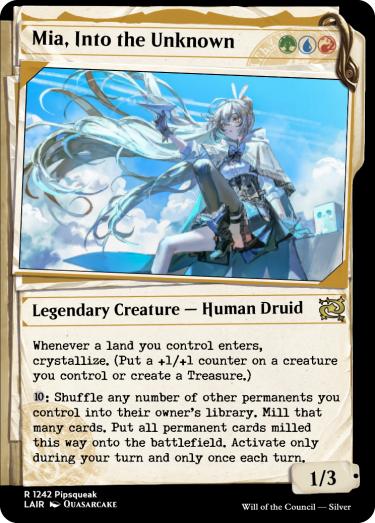 Mia, Into the Unknown
Legendary Creature — Human Druid
Whenever a land you control enters,
crystallize. (Put a +1/+1 counter on a creature
you control or create a Treasure.)
10: Shuffle any number of other permanents you
control into their owner's library. Mill that
many cards. Put all permanent cards milled
this way onto the battlefield. Activate only
during your turn and only once each turn.
1/3
R 1242 Pipsqueak
LAIR Quasarcake
Will of the Council — Silver